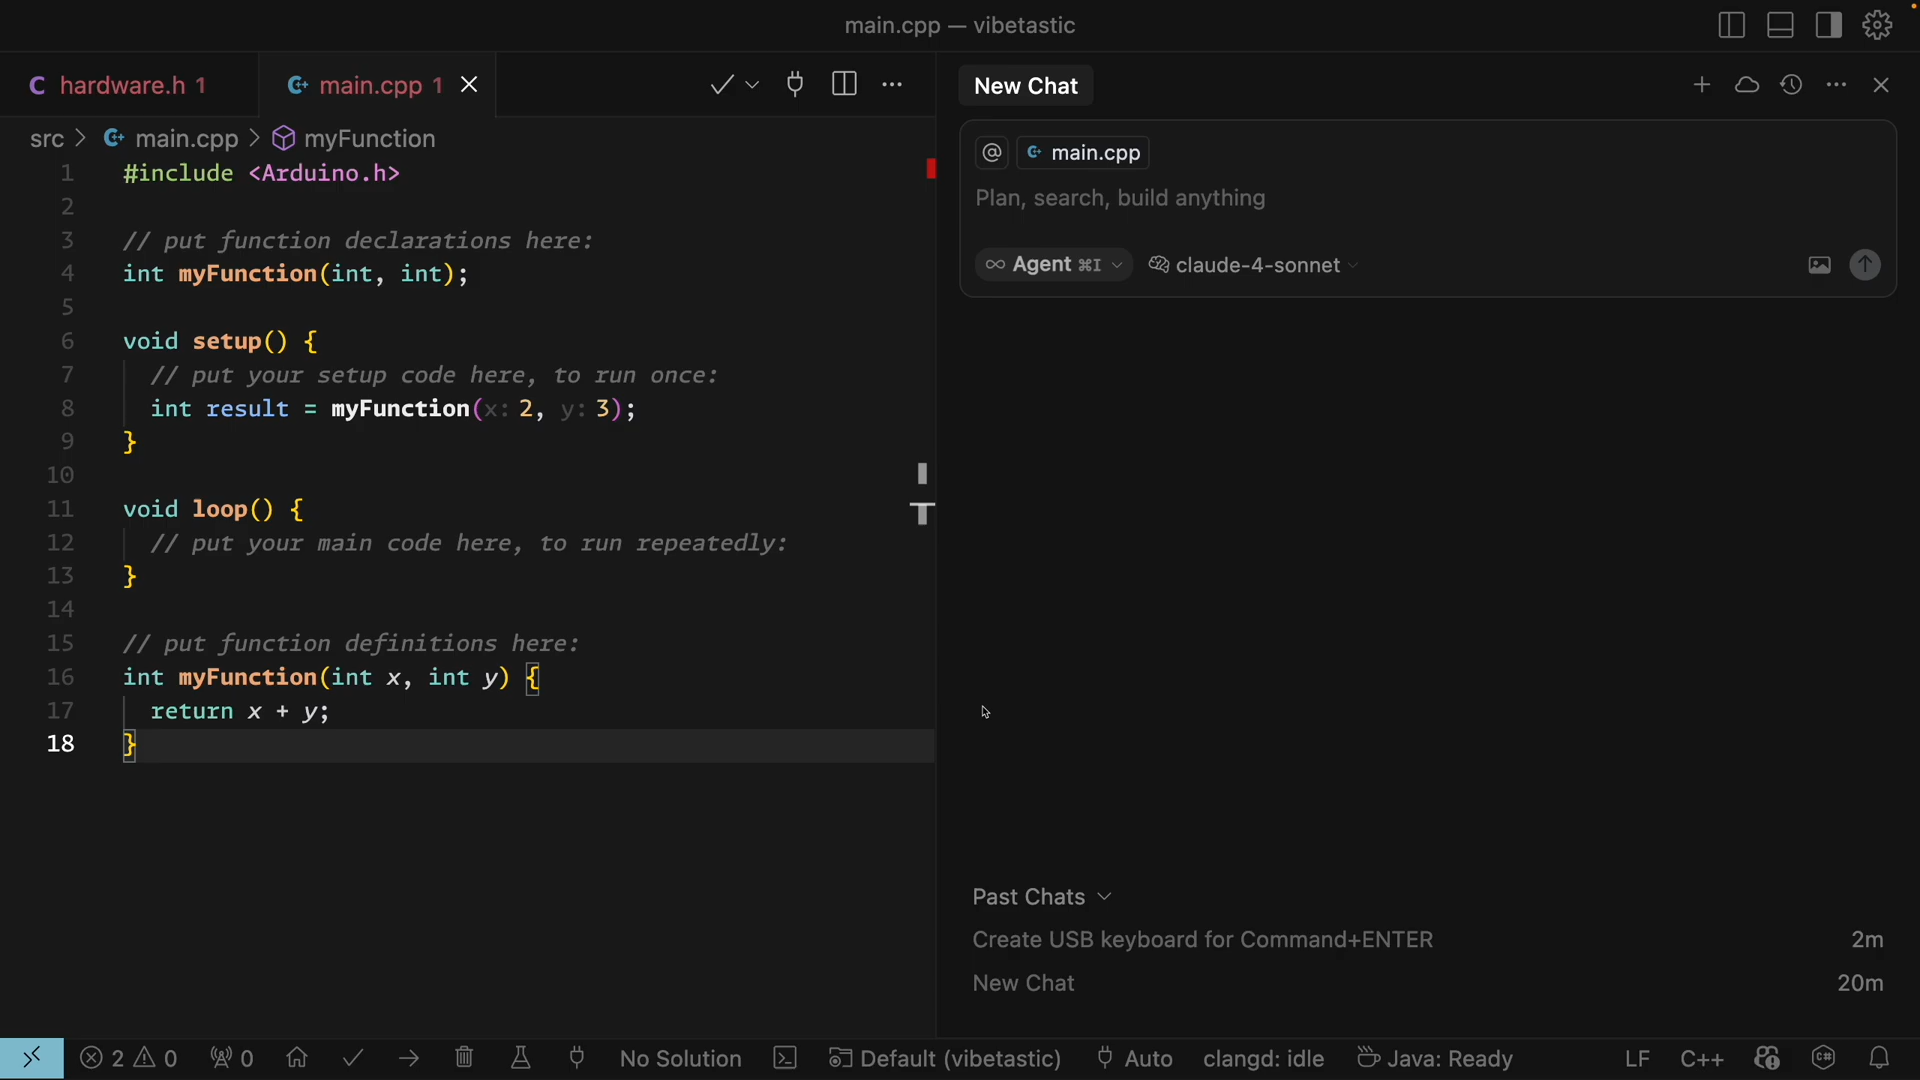 main.cpp — vibetastic
hardware.h 1
main.cpp 1
New Chat
src > main.cpp > myFunction
@ main.cpp
Plan, search, build anything
Agent ⌘I claude-4-sonnet
1 #include <Arduino.h>
2
3 // put function declarations here:
4 int myFunction(int, int);
5
6 void setup() {
7 // put your setup code here, to run once:
8 int result = myFunction(x: 2, y: 3);
9 }
10
11 void loop() {
12 // put your main code here, to run repeatedly:
13 }
14
15 // put function definitions here:
16 int myFunction(int x, int y) {
17 return x + y;
18 }
Past Chats
Create USB keyboard for Command+ENTER 2m
New Chat 20m
2 0 0 No Solution Default (vibetastic) Auto clangd: idle Java: Ready LF C++